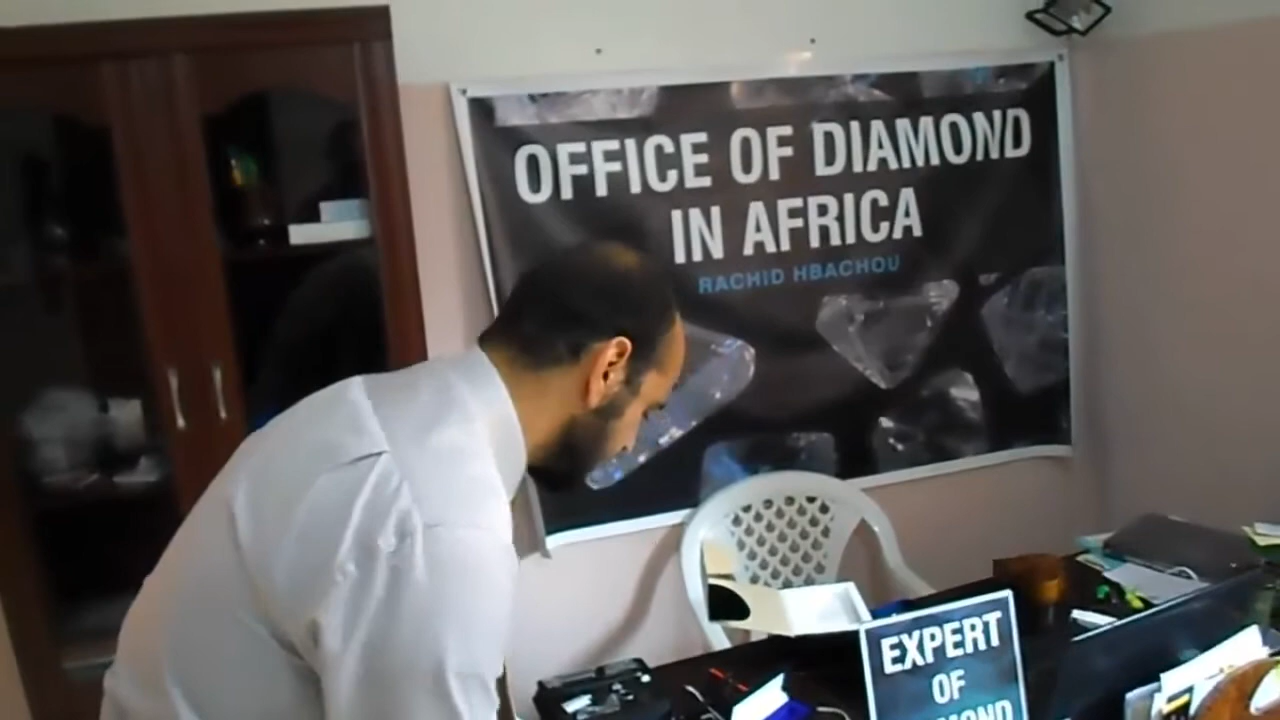 OFFICE OF DIAMOND
IN AFRICA
RACHID HBACHOU
EXPERT
OF